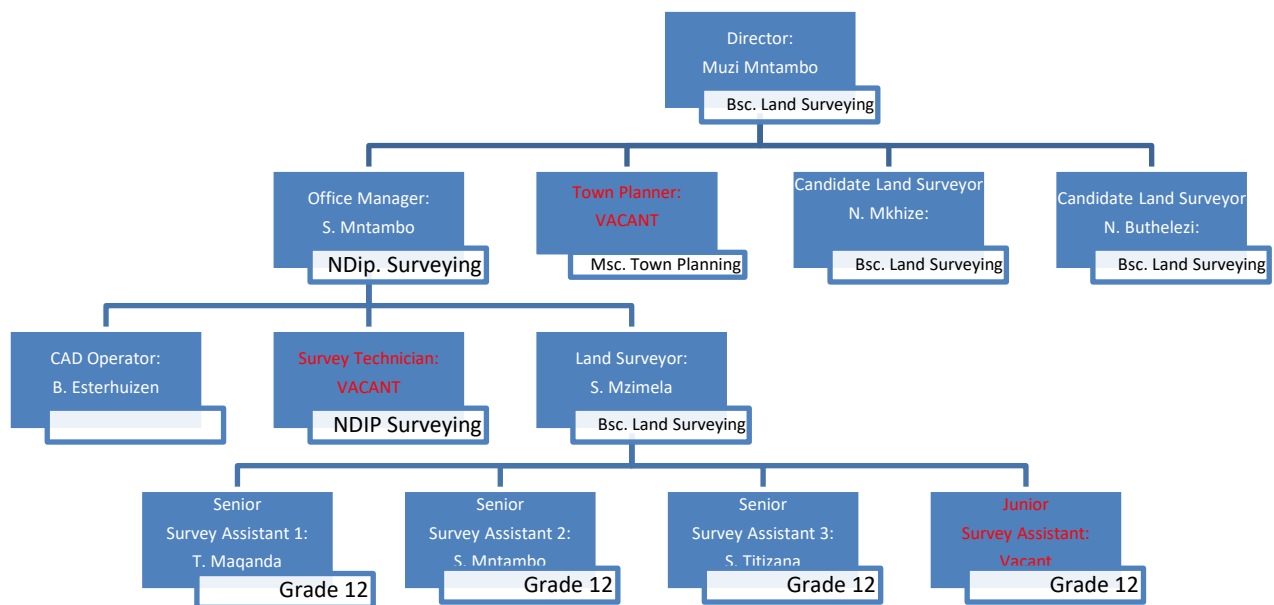 Director:
Muzi Mntambo
Bsc. Land Surveying
Office Manager:
S. Mntambo
NDip. Surveying
Town Planner:
VACANT
Msc. Town Planning
Candidate Land Surveyor
N. Mkhize:
Bsc. Land Surveying
Candidate Land Surveyor
N. Buthelezi:
Bsc. Land Surveying
CAD Operator:
B. Esterhuizen
Survey Technician:
VACANT
NDIP Surveying
Land Surveyor:
S. Mzimela
Bsc. Land Surveying
Senior
Survey Assistant 1:
T. Maqanda
Grade 12
Senior
Survey Assistant 2:
S. Mntambo
Grade 12
Senior
Survey Assistant 3:
S. Titizana
Grade 12
Junior
Survey Assistant:
Vacant
Grade 12